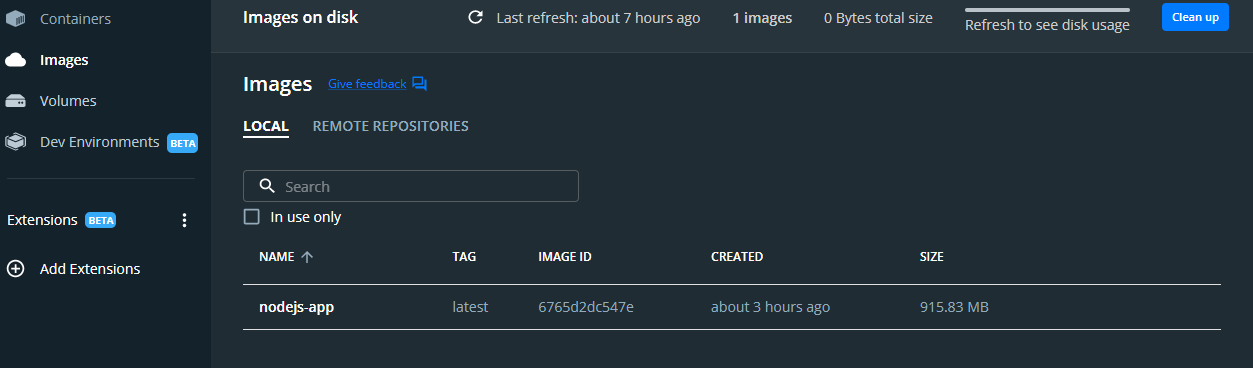 Containers
Images
Volumes
Dev Environments BETA
Extensions BETA
Add Extensions
Images on disk Last refresh: about 7 hours ago 1 images 0 Bytes total size Refresh to see disk usage Clean up
Images Give feedback
LOCAL REMOTE REPOSITORIES
Search
In use only
NAME TAG IMAGE ID CREATED SIZE
nodejs-app latest 6765d2dc547e about 3 hours ago 915.83 MB